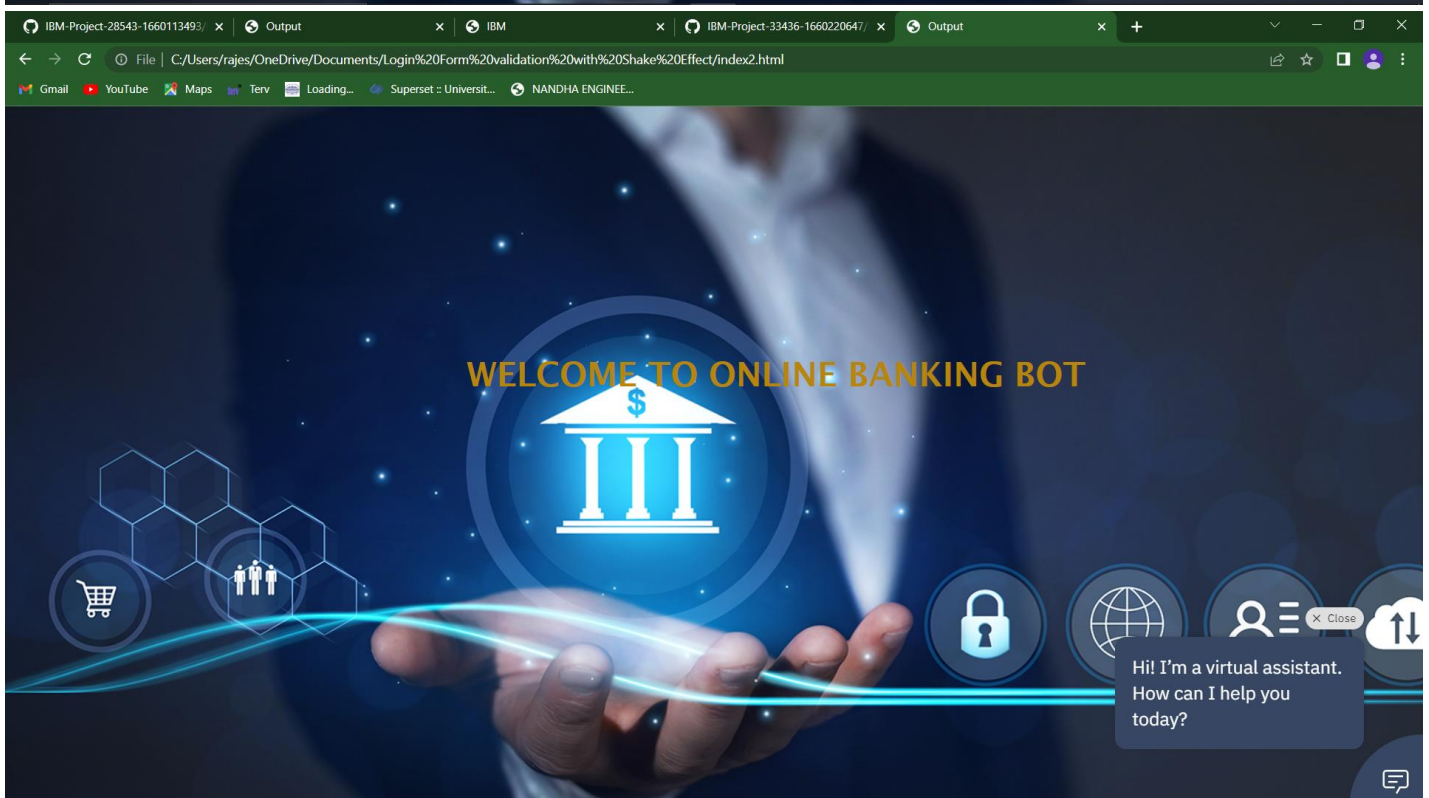 IBM-Project-28543-1660113493/
Output
IBM
IBM-Project-33436-1660220647/
Output
File | C:/Users/rajes/OneDrive/Documents/Login%20Form%20validation%20with%20Shake%20Effect/index2.html
Gmail YouTube Maps Terv Loading... Superset :: Universit... NANDHA ENGINEE...
WELCOME TO ONLINE BANKING BOT
$
× Close
Hi! I’m a virtual assistant.
How can I help you
today?